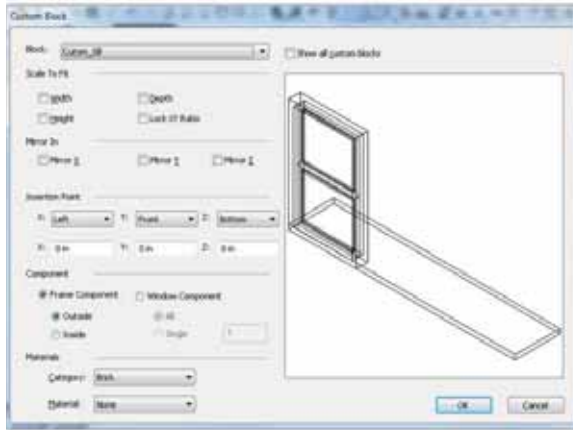 Custom Block
Block: Custom_Sill
Show all custom blocks
Scale To Fit
Width Depth
Height Lock XY Ratio
Mirror In
Mirror X Mirror Y Mirror Z
Insertion Point
X: Left Y: Front Z: Bottom
X: 0 in Y: 0 in Z: 0 in
Component
Frame Component Window Component
Outside All
Inside Single 1
Materials
Category: Brick
Material: None
OK Cancel